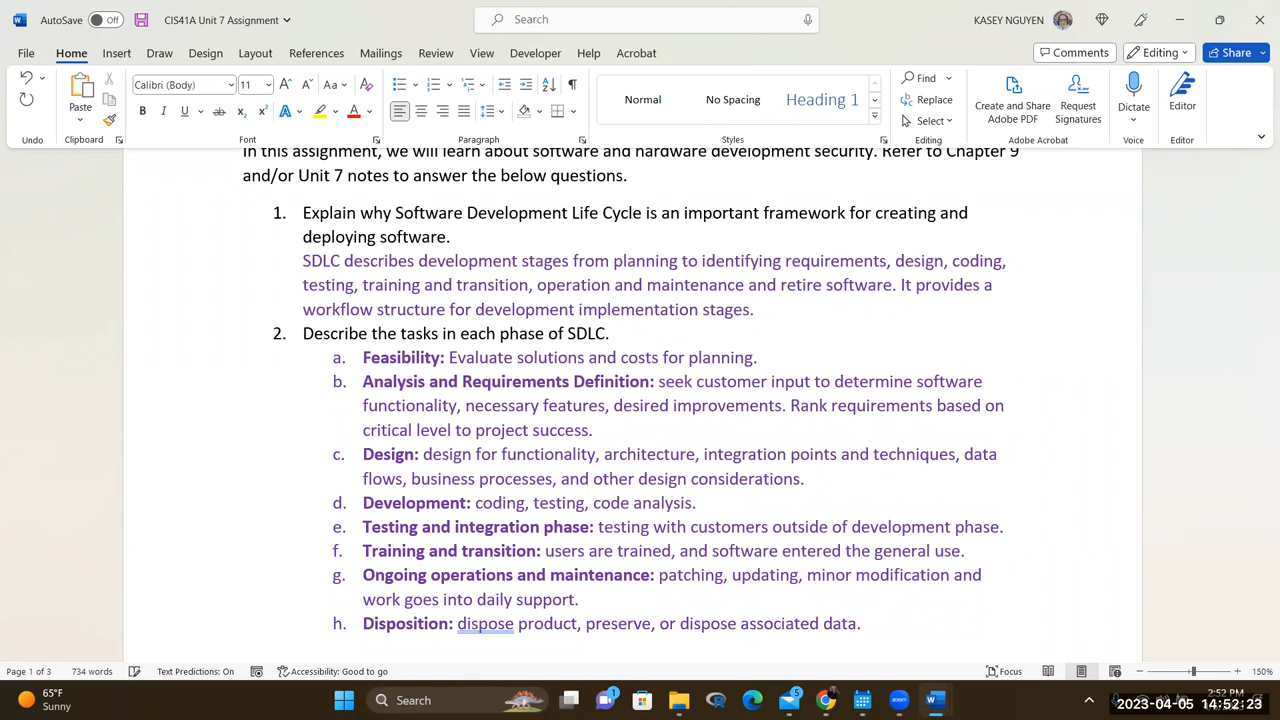 AutoSave Off CIS41A Unit 7 Assignment Search KASEY NGUYEN
File Home Insert Draw Design Layout References Mailings Review View Developer Help Acrobat Comments Editing Share
Calibri (Body) 11 Aa Find
Paste B I U ab x₂ x² A A Normal No Spacing Heading 1 Replace Create and Share Adobe PDF Request Signatures Dictate Editor
Select
Undo Clipboard Font Paragraph Styles Editing Adobe Acrobat Voice Editor
In this assignment, we will learn about software and hardware development security. Refer to Chapter 9
and/or Unit 7 notes to answer the below questions.
1. Explain why Software Development Life Cycle is an important framework for creating and
deploying software.
SDLC describes development stages from planning to identifying requirements, design, coding,
testing, training and transition, operation and maintenance and retire software. It provides a
workflow structure for development implementation stages.
2. Describe the tasks in each phase of SDLC.
a. Feasibility: Evaluate solutions and costs for planning.
b. Analysis and Requirements Definition: seek customer input to determine software
functionality, necessary features, desired improvements. Rank requirements based on
critical level to project success.
c. Design: design for functionality, architecture, integration points and techniques, data
flows, business processes, and other design considerations.
d. Development: coding, testing, code analysis.
e. Testing and integration phase: testing with customers outside of development phase.
f. Training and transition: users are trained, and software entered the general use.
g. Ongoing operations and maintenance: patching, updating, minor modification and
work goes into daily support.
h. Disposition: dispose product, preserve, or dispose associated data.
Page 1 of 3 734 words Text Predictions: On Accessibility: Good to go Focus 150%
65°F
Sunny
Search
1
5
2:52 PM
2023-04-05 14:52:23